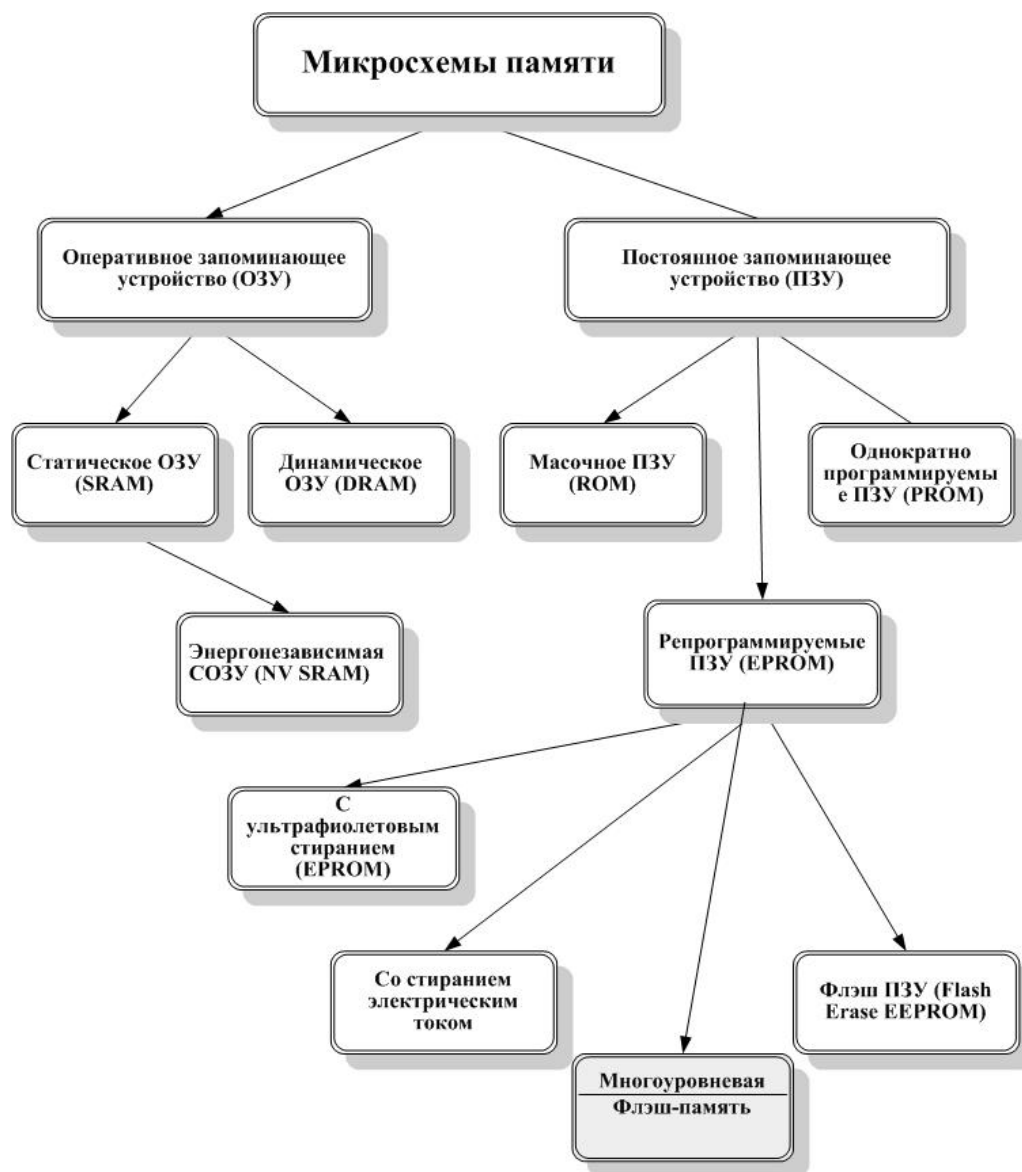 Микросхемы памяти
Оперативное запоминающее
устройство (ОЗУ)
Постоянное запоминающее
устройство (ПЗУ)
Статическое ОЗУ
(SRAM)
Динамическое
ОЗУ (DRAM)
Масочное ПЗУ
(ROM)
Однократно
программируемы
е ПЗУ (PROM)
Энергонезависимая
СОЗУ (NV SRAM)
Репрограммируемые
ПЗУ (EPROM)
С
ультрафиолетовым
стиранием
(EPROM)
Со стиранием
электрическим
током
Флэш ПЗУ (Flash
Erase EEPROM)
Многоуровневая
Флэш-память